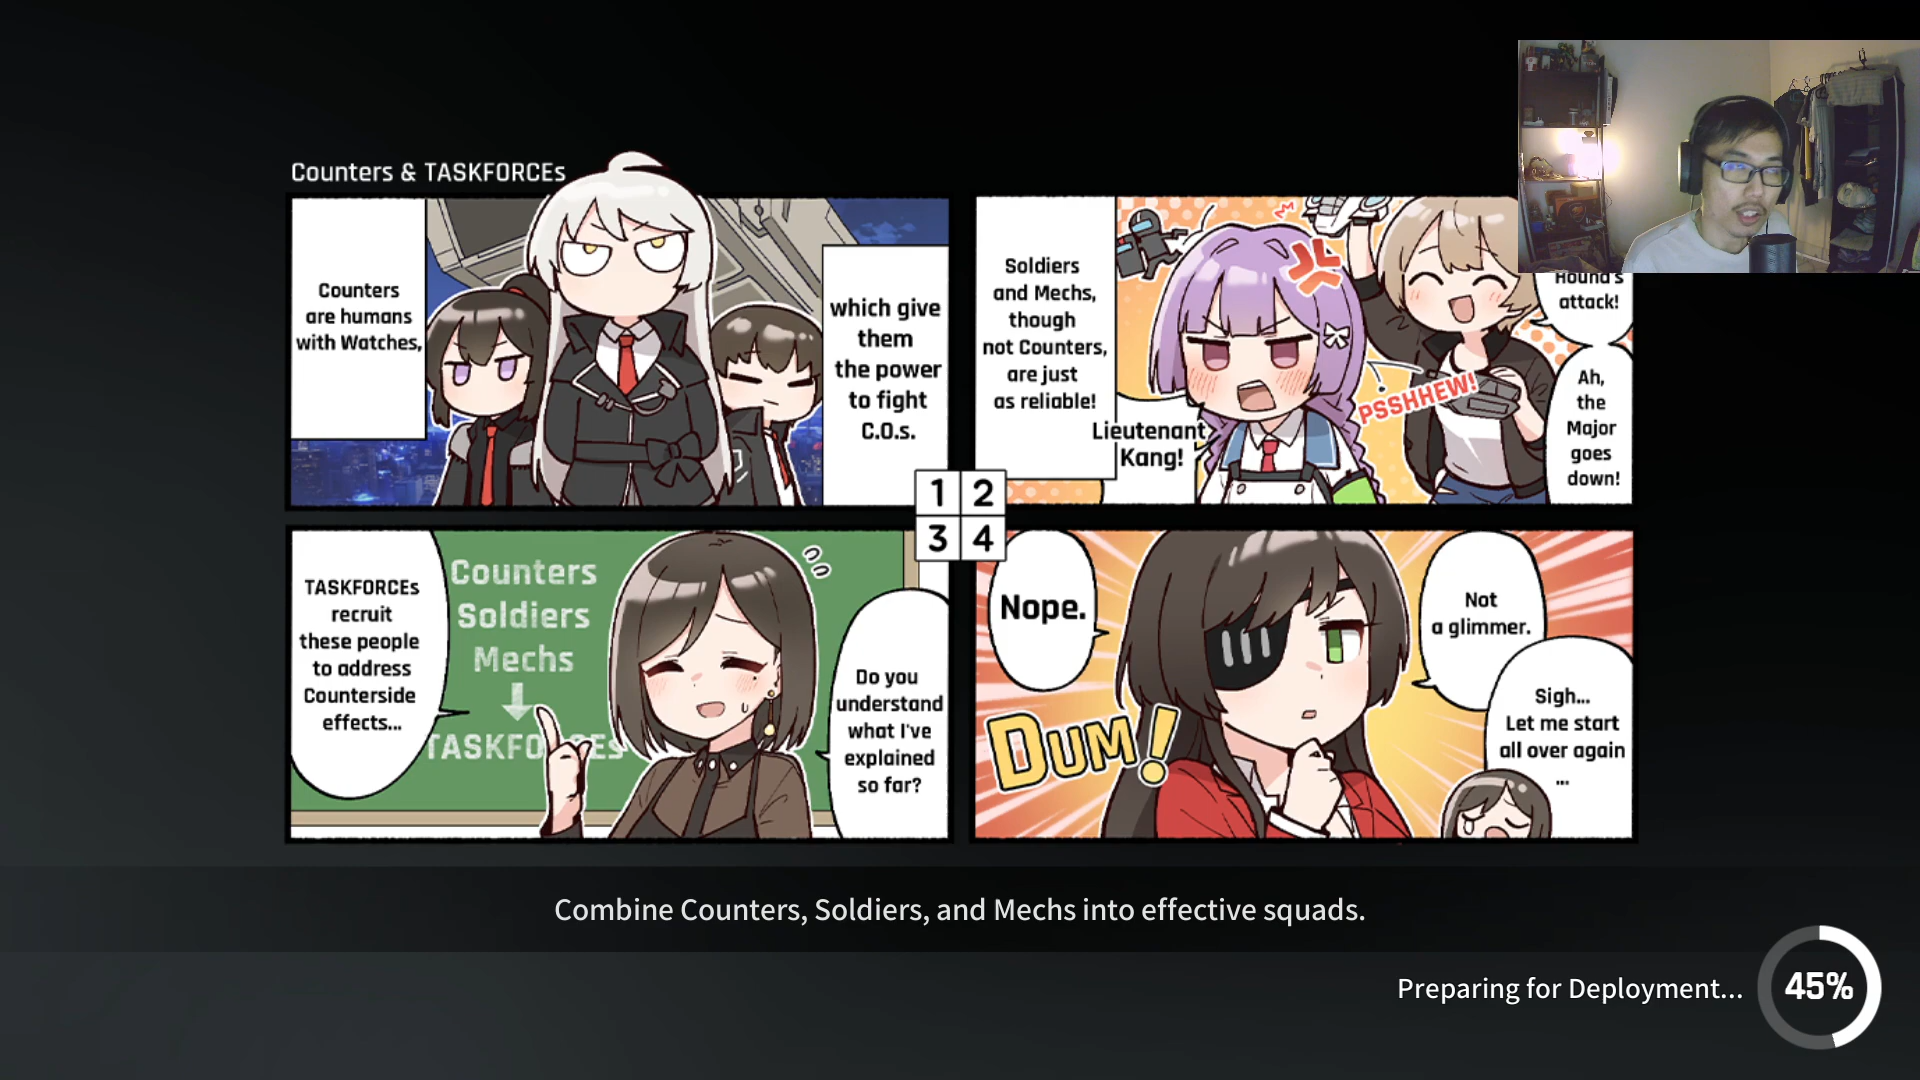 Counters & TASKFORCEs
Counters
are humans
with Watches,
which give
them
the power
to fight
C.O.s.
Soldiers
and Mechs,
though
not Counters,
are just
as reliable!
Lieutenant
Kang!
PSSHHEW!
Hound's
attack!
Ah,
the
Major
goes
down!
1 2
3 4
TASKFORCEs
recruit
these people
to address
Counterside
effects...
Counters
Soldiers
Mechs
TASKFORCEs
Do you
understand
what I've
explained
so far?
Nope.
DUM!
Not
a glimmer.
Sigh...
Let me start
all over again
...
Combine Counters, Soldiers, and Mechs into effective squads.
Preparing for Deployment...
45%